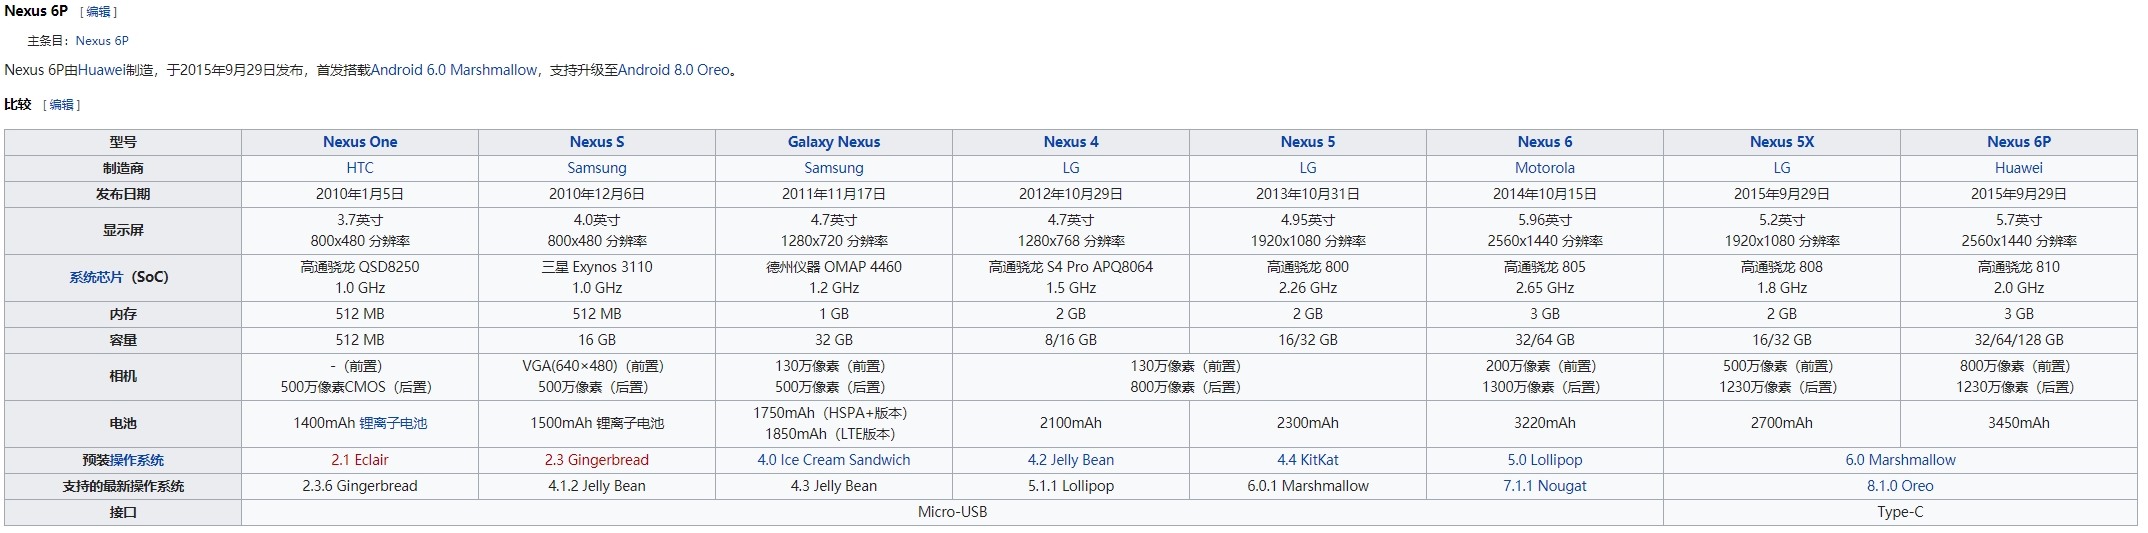 Nexus 6P [编辑]
主条目：Nexus 6P
Nexus 6P由Huawei制造，于2015年9月29日发布，首发搭载Android 6.0 Marshmallow，支持升级至Android 8.0 Oreo。
比较 [编辑]
型号 Nexus One Nexus S Galaxy Nexus Nexus 4 Nexus 5 Nexus 6 Nexus 5X Nexus 6P
制造商 HTC Samsung Samsung LG LG Motorola LG Huawei
发布日期 2010年1月5日 2010年12月6日 2011年11月17日 2012年10月29日 2013年10月31日 2014年10月15日 2015年9月29日 2015年9月29日
显示屏 3.7英寸 4.0英寸 4.7英寸 4.7英寸 4.95英寸 5.96英寸 5.2英寸 5.7英寸
800x480 分辨率 800x480 分辨率 1280x720 分辨率 1280x768 分辨率 1920x1080 分辨率 2560x1440 分辨率 1920x1080 分辨率 2560x1440 分辨率
系统芯片（SoC） 高通骁龙 QSD8250 三星 Exynos 3110 德州仪器 OMAP 4460 高通骁龙 S4 Pro APQ8064 高通骁龙 800 高通骁龙 805 高通骁龙 808 高通骁龙 810
1.0 GHz 1.0 GHz 1.2 GHz 1.5 GHz 2.26 GHz 2.65 GHz 1.8 GHz 2.0 GHz
内存 512 MB 512 MB 1 GB 2 GB 2 GB 3 GB 2 GB 3 GB
容量 512 MB 16 GB 32 GB 8/16 GB 16/32 GB 32/64 GB 16/32 GB 32/64/128 GB
相机 -（前置） VGA(640×480)（前置） 130万像素（前置） 130万像素（前置） 200万像素（前置） 500万像素（前置） 800万像素（前置）
500万像素CMOS（后置） 500万像素（后置） 500万像素（后置） 800万像素（后置） 1300万像素（后置） 1230万像素（后置） 1230万像素（后置）
电池 1400mAh 锂离子电池 1500mAh 锂离子电池 1750mAh（HSPA+版本） 2100mAh 2300mAh 3220mAh 2700mAh 3450mAh
1850mAh（LTE版本）
预装操作系统 2.1 Eclair 2.3 Gingerbread 4.0 Ice Cream Sandwich 4.2 Jelly Bean 4.4 KitKat 5.0 Lollipop 6.0 Marshmallow
支持的最新操作系统 2.3.6 Gingerbread 4.1.2 Jelly Bean 4.3 Jelly Bean 5.1.1 Lollipop 6.0.1 Marshmallow 7.1.1 Nougat 8.1.0 Oreo
接口 Micro-USB Type-C